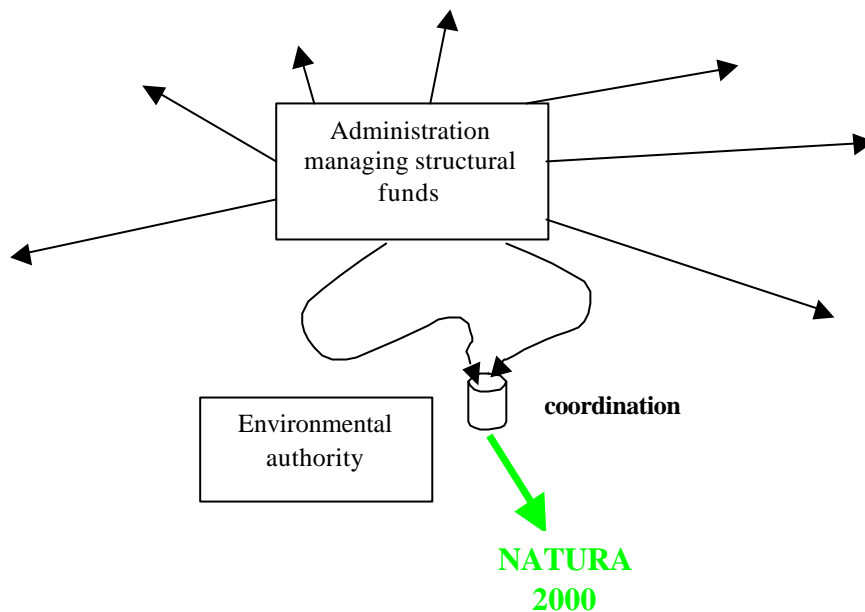 Administration
managing structural
funds
Environmental
authority
coordination
NATURA
2000